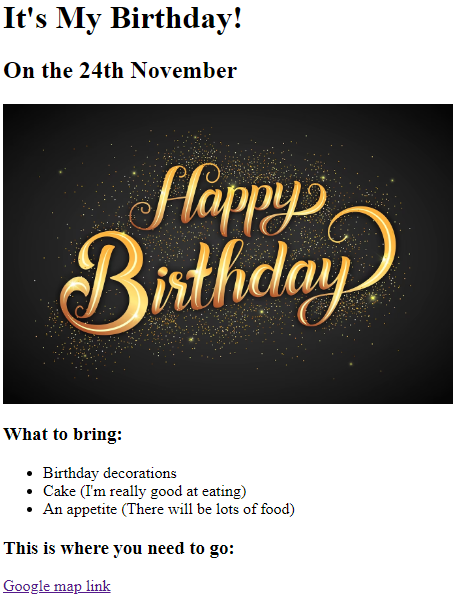 It's My Birthday!
On the 24th November
Happy
Birthday
What to bring:
Birthday decorations
Cake (I'm really good at eating)
An appetite (There will be lots of food)
This is where you need to go:
Google map link